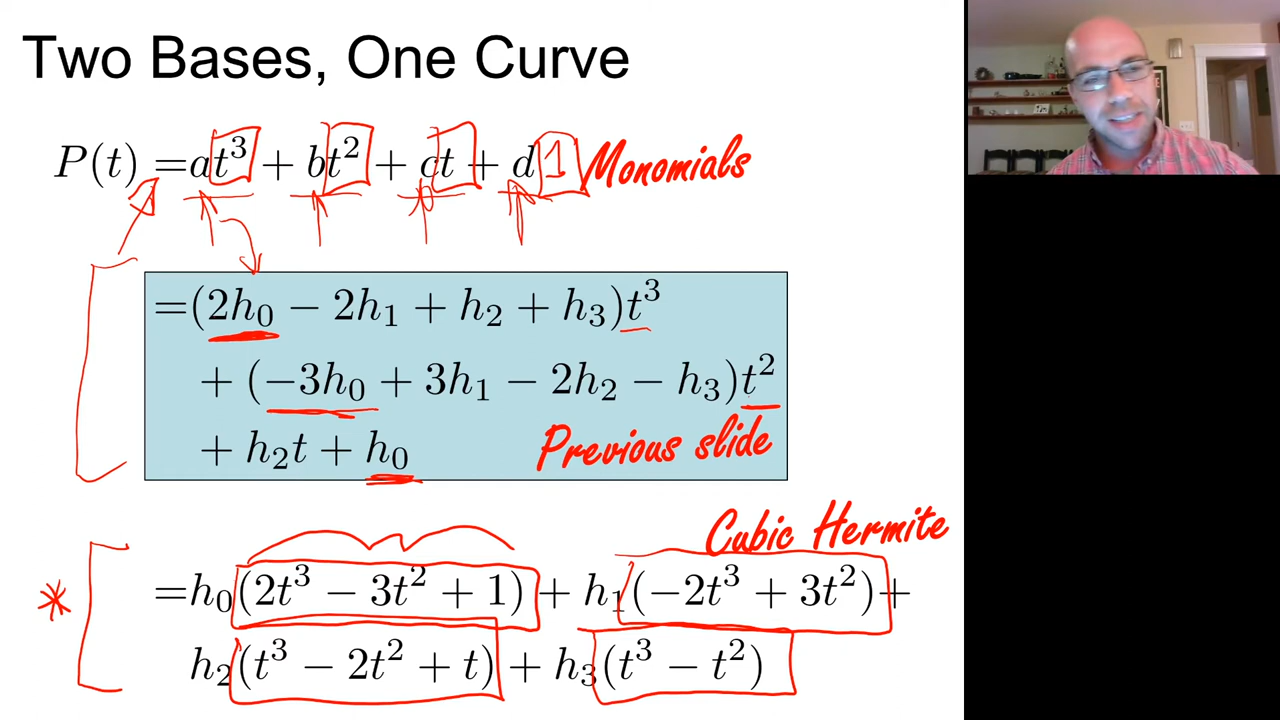 Two Bases, One Curve
P(t) = at³ + bt² + ct + d 1 Monomials
=(2h₀ − 2h₁ + h₂ + h₃)t³
+ (−3h₀ + 3h₁ − 2h₂ − h₃)t²
+ h₂t + h₀ Previous slide
Cubic Hermite
* =h₀(2t³ − 3t² + 1) + h₁(−2t³ + 3t²)+
h₂(t³ − 2t² + t) + h₃(t³ − t²)